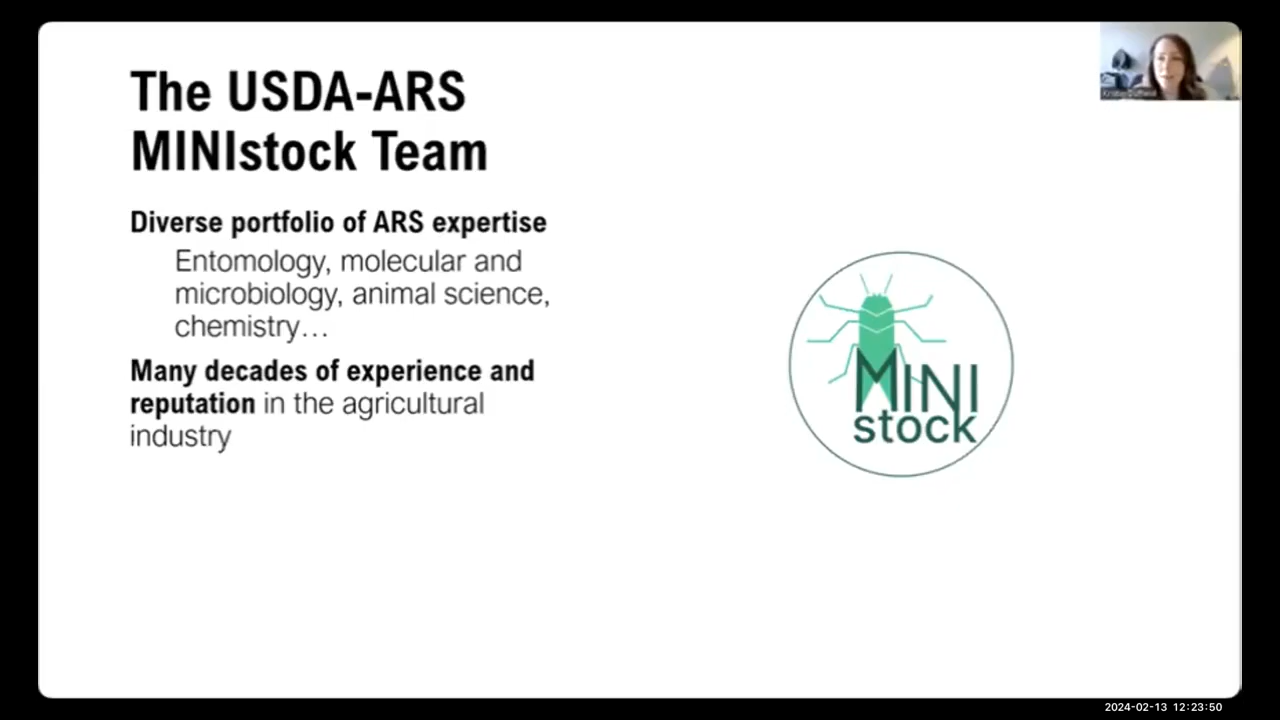 The USDA-ARS
MINIstock Team
Diverse portfolio of ARS expertise
Entomology, molecular and
microbiology, animal science,
chemistry…
Many decades of experience and
reputation in the agricultural
industry
MINI
stock
2024-02-13 12:23:50